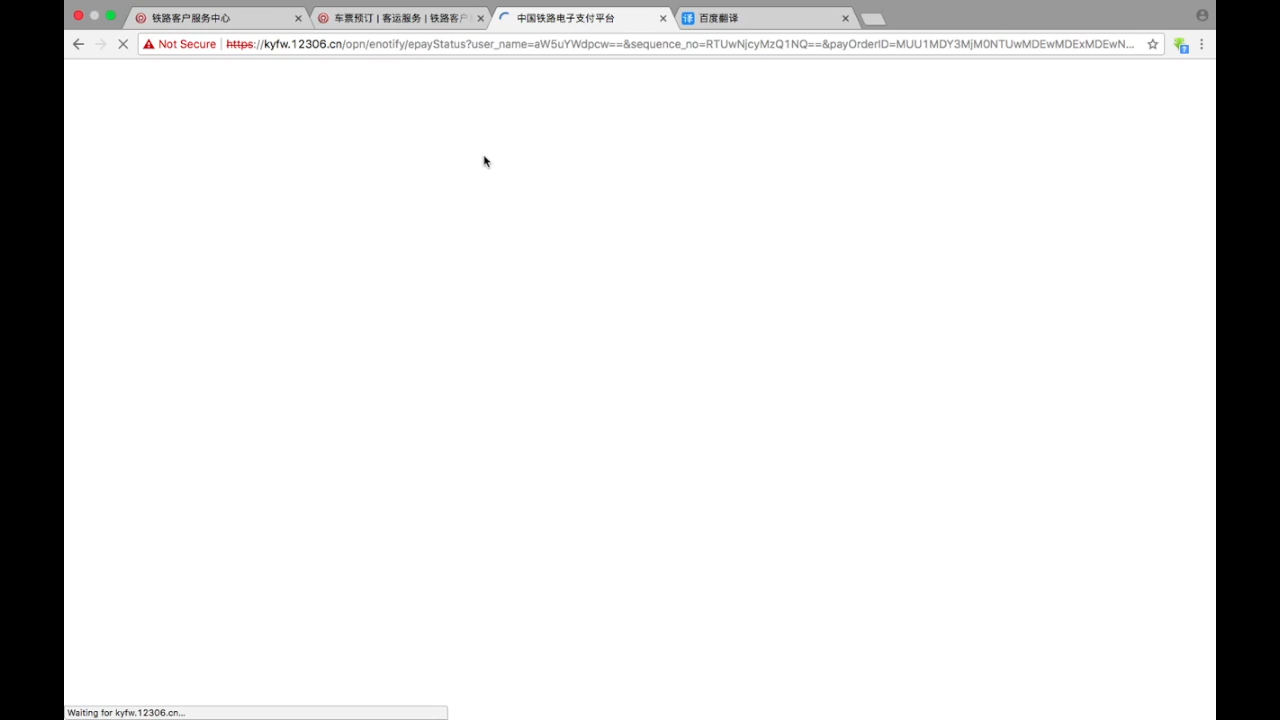 铁路客户服务中心
车票预订 | 客运服务 | 铁路客户
中国铁路电子支付平台
译 百度翻译
Not Secure https://kyfw.12306.cn/opn/enotify/epayStatus?user_name=aW5uYWdpcw==&sequence_no=RTUwNjcyMzQ1NQ==&payOrderID=MUU1MDY3MjM0NTUwMDEwMDExMDEwN...
Waiting for kyfw.12306.cn...